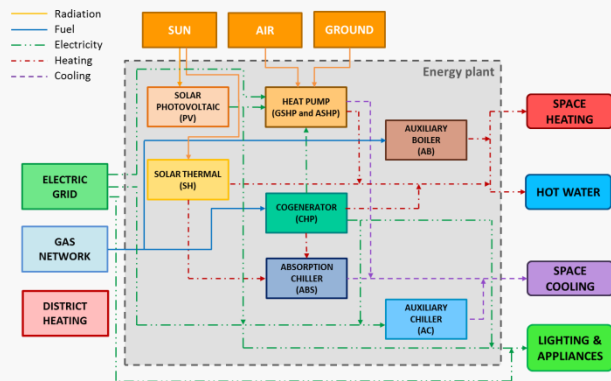 Radiation
Fuel
Electricity
Heating
Cooling
SUN
AIR
GROUND
Energy plant
SOLAR
PHOTOVOLTAIC
(PV)
HEAT PUMP
(GSHP and ASHP)
AUXILIARY
BOILER
(AB)
SPACE
HEATING
SOLAR THERMAL
(SH)
ELECTRIC
GRID
HOT WATER
COGENERATOR
(CHP)
GAS
NETWORK
ABSORPTION
CHILLER
(ABS)
SPACE
COOLING
DISTRICT
HEATING
AUXILIARY
CHILLER
(AC)
LIGHTING &
APPLIANCES